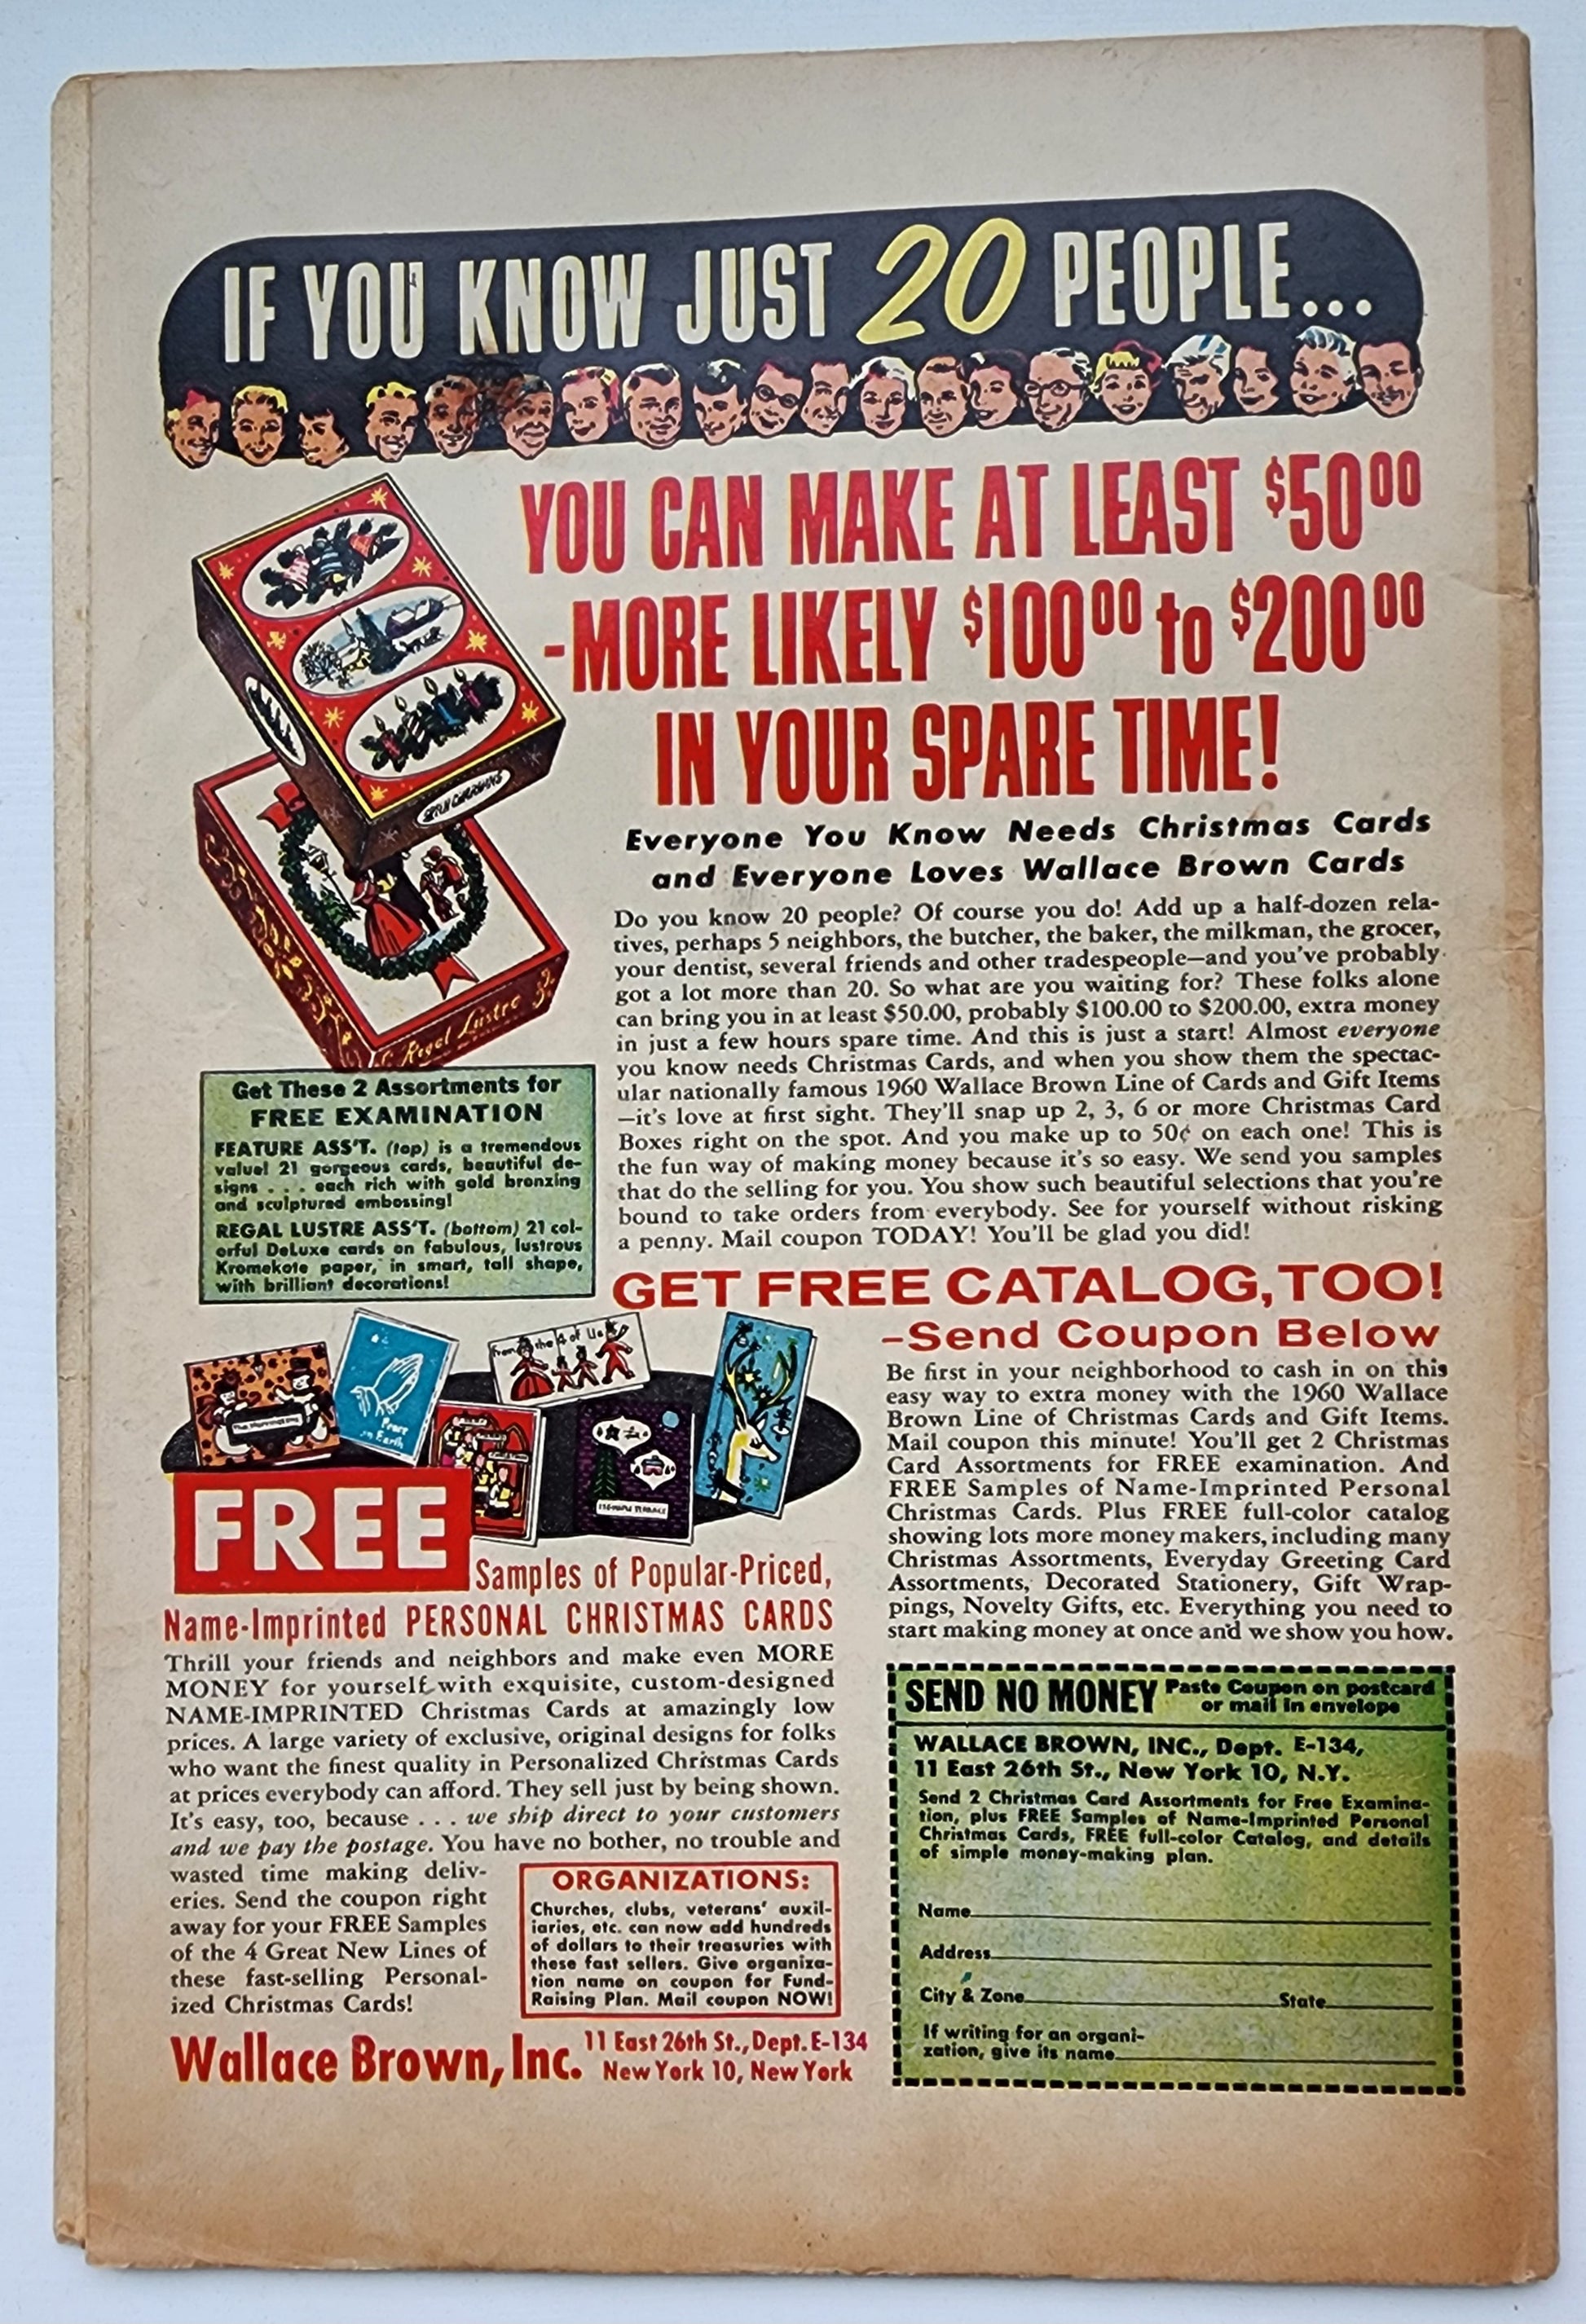 IF YOU KNOW JUST 20 PEOPLE...
YOU CAN MAKE AT LEAST $50⁰⁰
-MORE LIKELY $100⁰⁰ to $200⁰⁰
IN YOUR SPARE TIME!
Everyone You Know Needs Christmas Cards
and Everyone Loves Wallace Brown Cards
Do you know 20 people? Of course you do! Add up a half-dozen rela-
tives, perhaps 5 neighbors, the butcher, the baker, the milkman, the grocer,
your dentist, several friends and other tradespeople—and you've probably
got a lot more than 20. So what are you waiting for? These folks alone
can bring you in at least $50.00, probably $100.00 to $200.00, extra money
in just a few hours spare time. And this is just a start! Almost everyone
you know needs Christmas Cards, and when you show them the spectac-
ular nationally famous 1960 Wallace Brown Line of Cards and Gift Items
—it's love at first sight. They'll snap up 2, 3, 6 or more Christmas Card
Boxes right on the spot. And you make up to 50¢ on each one! This is
the fun way of making money because it's so easy. We send you samples
that do the selling for you. You show such beautiful selections that you're
bound to take orders from everybody. See for yourself without risking
a penny. Mail coupon TODAY! You'll be glad you did!
Regal Lustre
Get These 2 Assortments for
FREE EXAMINATION
FEATURE ASS'T. (top) is a tremendous
value! 21 gorgeous cards, beautiful de-
signs . . . each rich with gold bronzing
and sculptured embossing!
REGAL LUSTRE ASS'T. (bottom) 21 col-
orful DeLuxe cards on fabulous, lustrous
Kromekote paper, in smart, tall shape,
with brilliant decorations!
GET FREE CATALOG, TOO!
–Send Coupon Below
Be first in your neighborhood to cash in on this
easy way to extra money with the 1960 Wallace
Brown Line of Christmas Cards and Gift Items.
Mail coupon this minute! You'll get 2 Christmas
Card Assortments for FREE examination. And
FREE Samples of Name-Imprinted Personal
Christmas Cards. Plus FREE full-color catalog
showing lots more money makers, including many
Christmas Assortments, Everyday Greeting Card
Assortments, Decorated Stationery, Gift Wrap-
pings, Novelty Gifts, etc. Everything you need to
start making money at once and we show you how.
Peace
on Earth
from the 4 of Us
FREE
Samples of Popular-Priced,
Name-Imprinted PERSONAL CHRISTMAS CARDS
Thrill your friends and neighbors and make even MORE
MONEY for yourself with exquisite, custom-designed
NAME-IMPRINTED Christmas Cards at amazingly low
prices. A large variety of exclusive, original designs for folks
who want the finest quality in Personalized Christmas Cards
at prices everybody can afford. They sell just by being shown.
It's easy, too, because . . . we ship direct to your customers
and we pay the postage. You have no bother, no trouble and
wasted time making deliv-
eries. Send the coupon right
away for your FREE Samples
of the 4 Great New Lines of
these fast-selling Personal-
ized Christmas Cards!
ORGANIZATIONS:
Churches, clubs, veterans' auxil-
iaries, etc. can now add hundreds
of dollars to their treasuries with
these fast sellers. Give organiza-
tion name on coupon for Fund-
Raising Plan. Mail coupon NOW!
Wallace Brown, Inc. 11 East 26th St., Dept. E-134
New York 10, New York
SEND NO MONEY Paste Coupon on postcard
or mail in envelope
WALLACE BROWN, INC., Dept. E-134,
11 East 26th St., New York 10, N.Y.
Send 2 Christmas Card Assortments for Free Examina-
tion, plus FREE Samples of Name-Imprinted Personal
Christmas Cards, FREE full-color Catalog, and details
of simple money-making plan.
Name
Address
City & Zone State
If writing for an organi-
zation, give its name